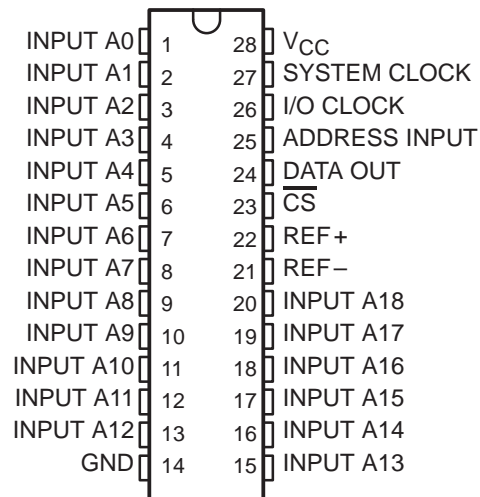 INPUT A0 1 28 VCC
INPUT A1 2 27 SYSTEM CLOCK
INPUT A2 3 26 I/O CLOCK
INPUT A3 4 25 ADDRESS INPUT
INPUT A4 5 24 DATA OUT
INPUT A5 6 23 C̅S̅
INPUT A6 7 22 REF+
INPUT A7 8 21 REF–
INPUT A8 9 20 INPUT A18
INPUT A9 10 19 INPUT A17
INPUT A10 11 18 INPUT A16
INPUT A11 12 17 INPUT A15
INPUT A12 13 16 INPUT A14
GND 14 15 INPUT A13